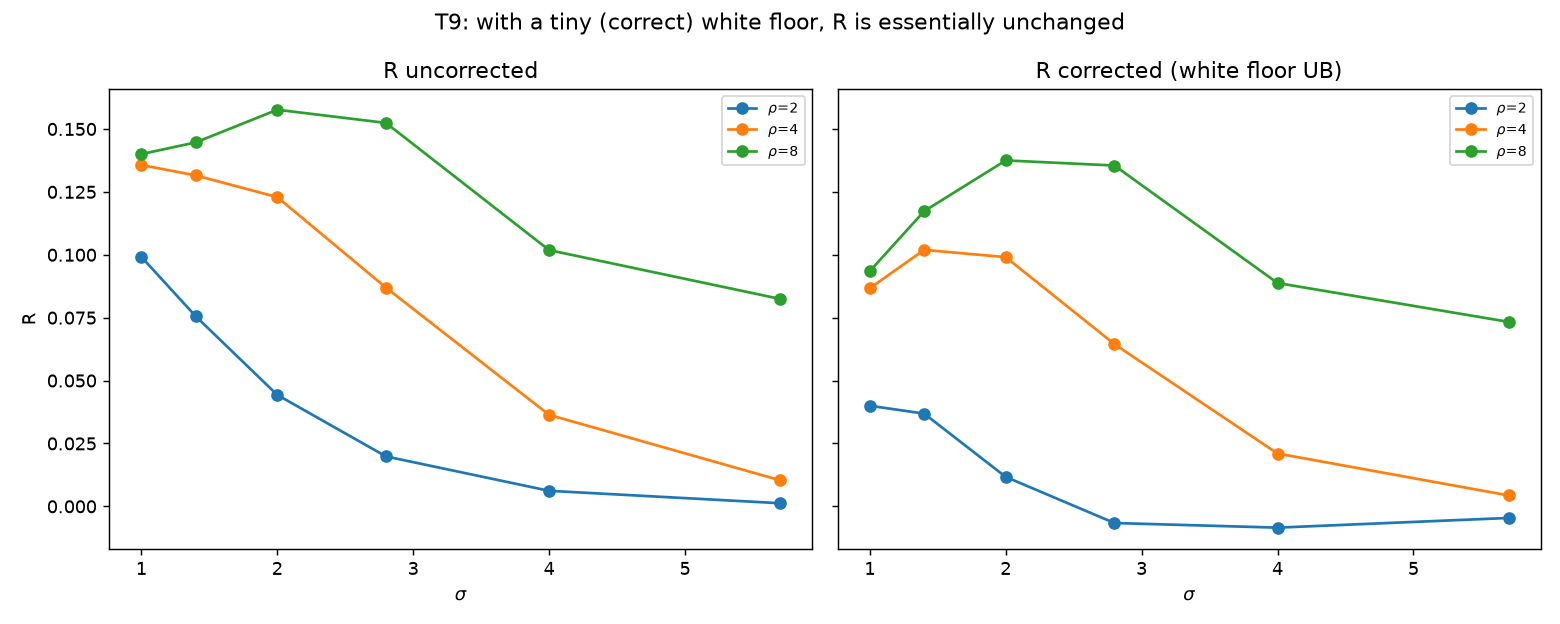 T9: with a tiny (correct) white floor, R is essentially unchanged
R uncorrected
R
0.150
0.125
0.100
0.075
0.050
0.025
0.000
1
2
3
4
5
σ
ρ=2
ρ=4
ρ=8
R corrected (white floor UB)
1
2
3
4
5
σ
ρ=2
ρ=4
ρ=8